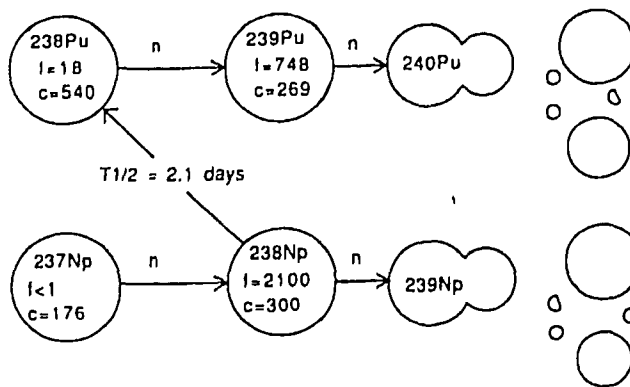 238Pu
f=18
c=540
n
239Pu
f=748
c=269
n
240Pu
T1/2 = 2.1 days
237Np
f<1
c=176
n
238Np
f=2100
c=300
n
239Np